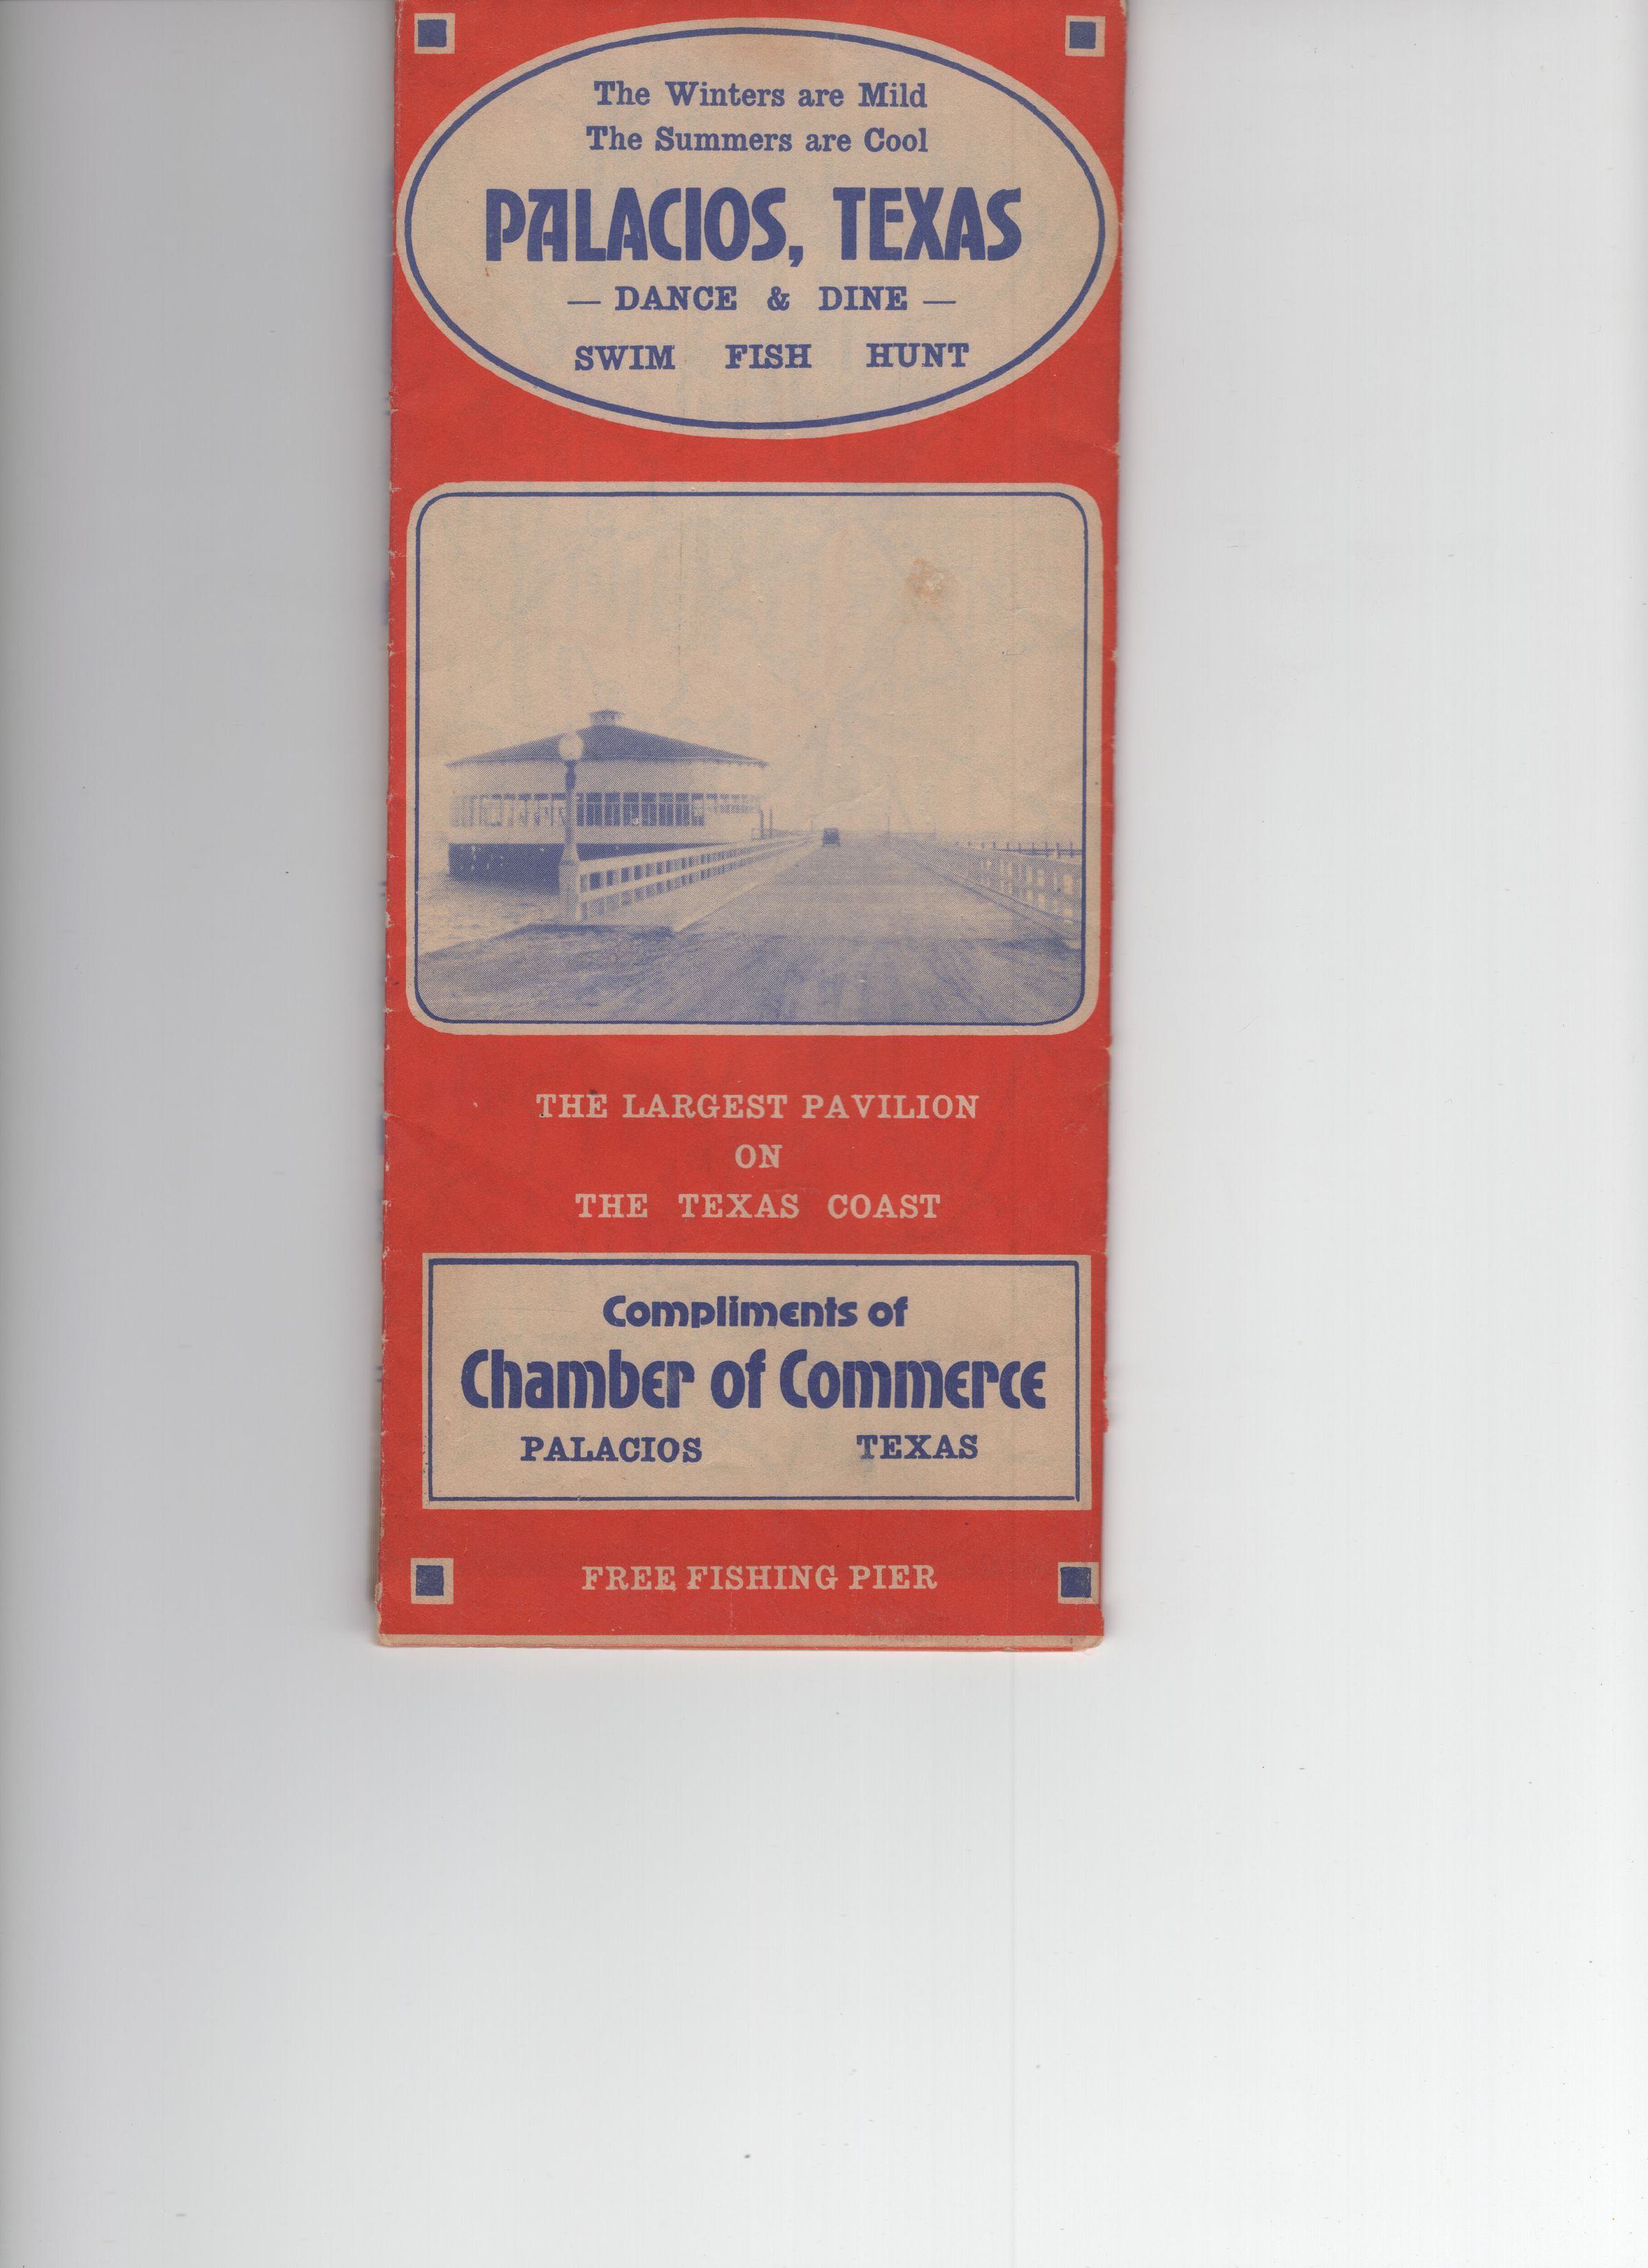 The Winters are Mild
The Summers are Cool
PALACIOS, TEXAS
— DANCE & DINE —
SWIM FISH HUNT
THE LARGEST PAVILION
ON
THE TEXAS COAST
Compliments of
Chamber of Commerce
PALACIOS TEXAS
FREE FISHING PIER